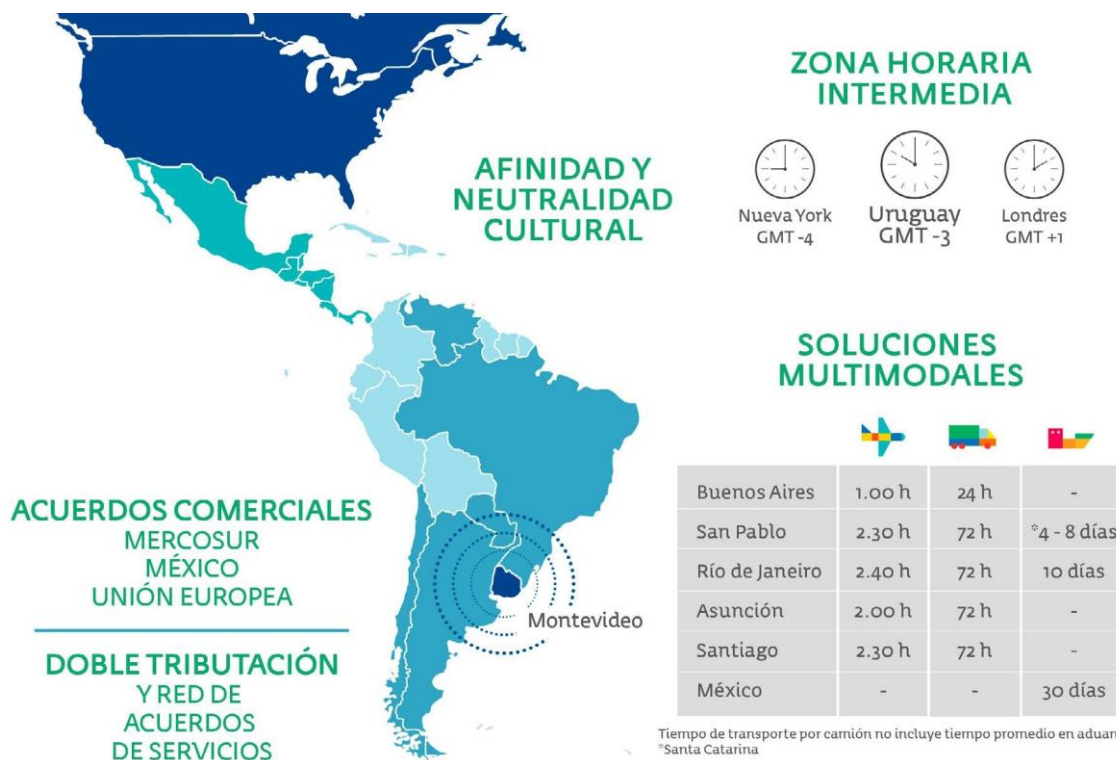 AFINIDAD Y
NEUTRALIDAD
CULTURAL
ZONA HORARIA
INTERMEDIA
Nueva York
GMT -4
Uruguay
GMT -3
Londres
GMT +1
SOLUCIONES
MULTIMODALES
Buenos Aires 1.00 h 24 h -
San Pablo 2.30 h 72 h *4 - 8 días
Río de Janeiro 2.40 h 72 h 10 días
Asunción 2.00 h 72 h -
Santiago 2.30 h 72 h -
México - - 30 días
Tiempo de transporte por camión no incluye tiempo promedio en
*Santa Catarina
ACUERDOS COMERCIALES
MERCOSUR
MÉXICO
UNIÓN EUROPEA
DOBLE TRIBUTACIÓN
Y RED DE
ACUERDOS
DE SERVICIOS
Montevideo